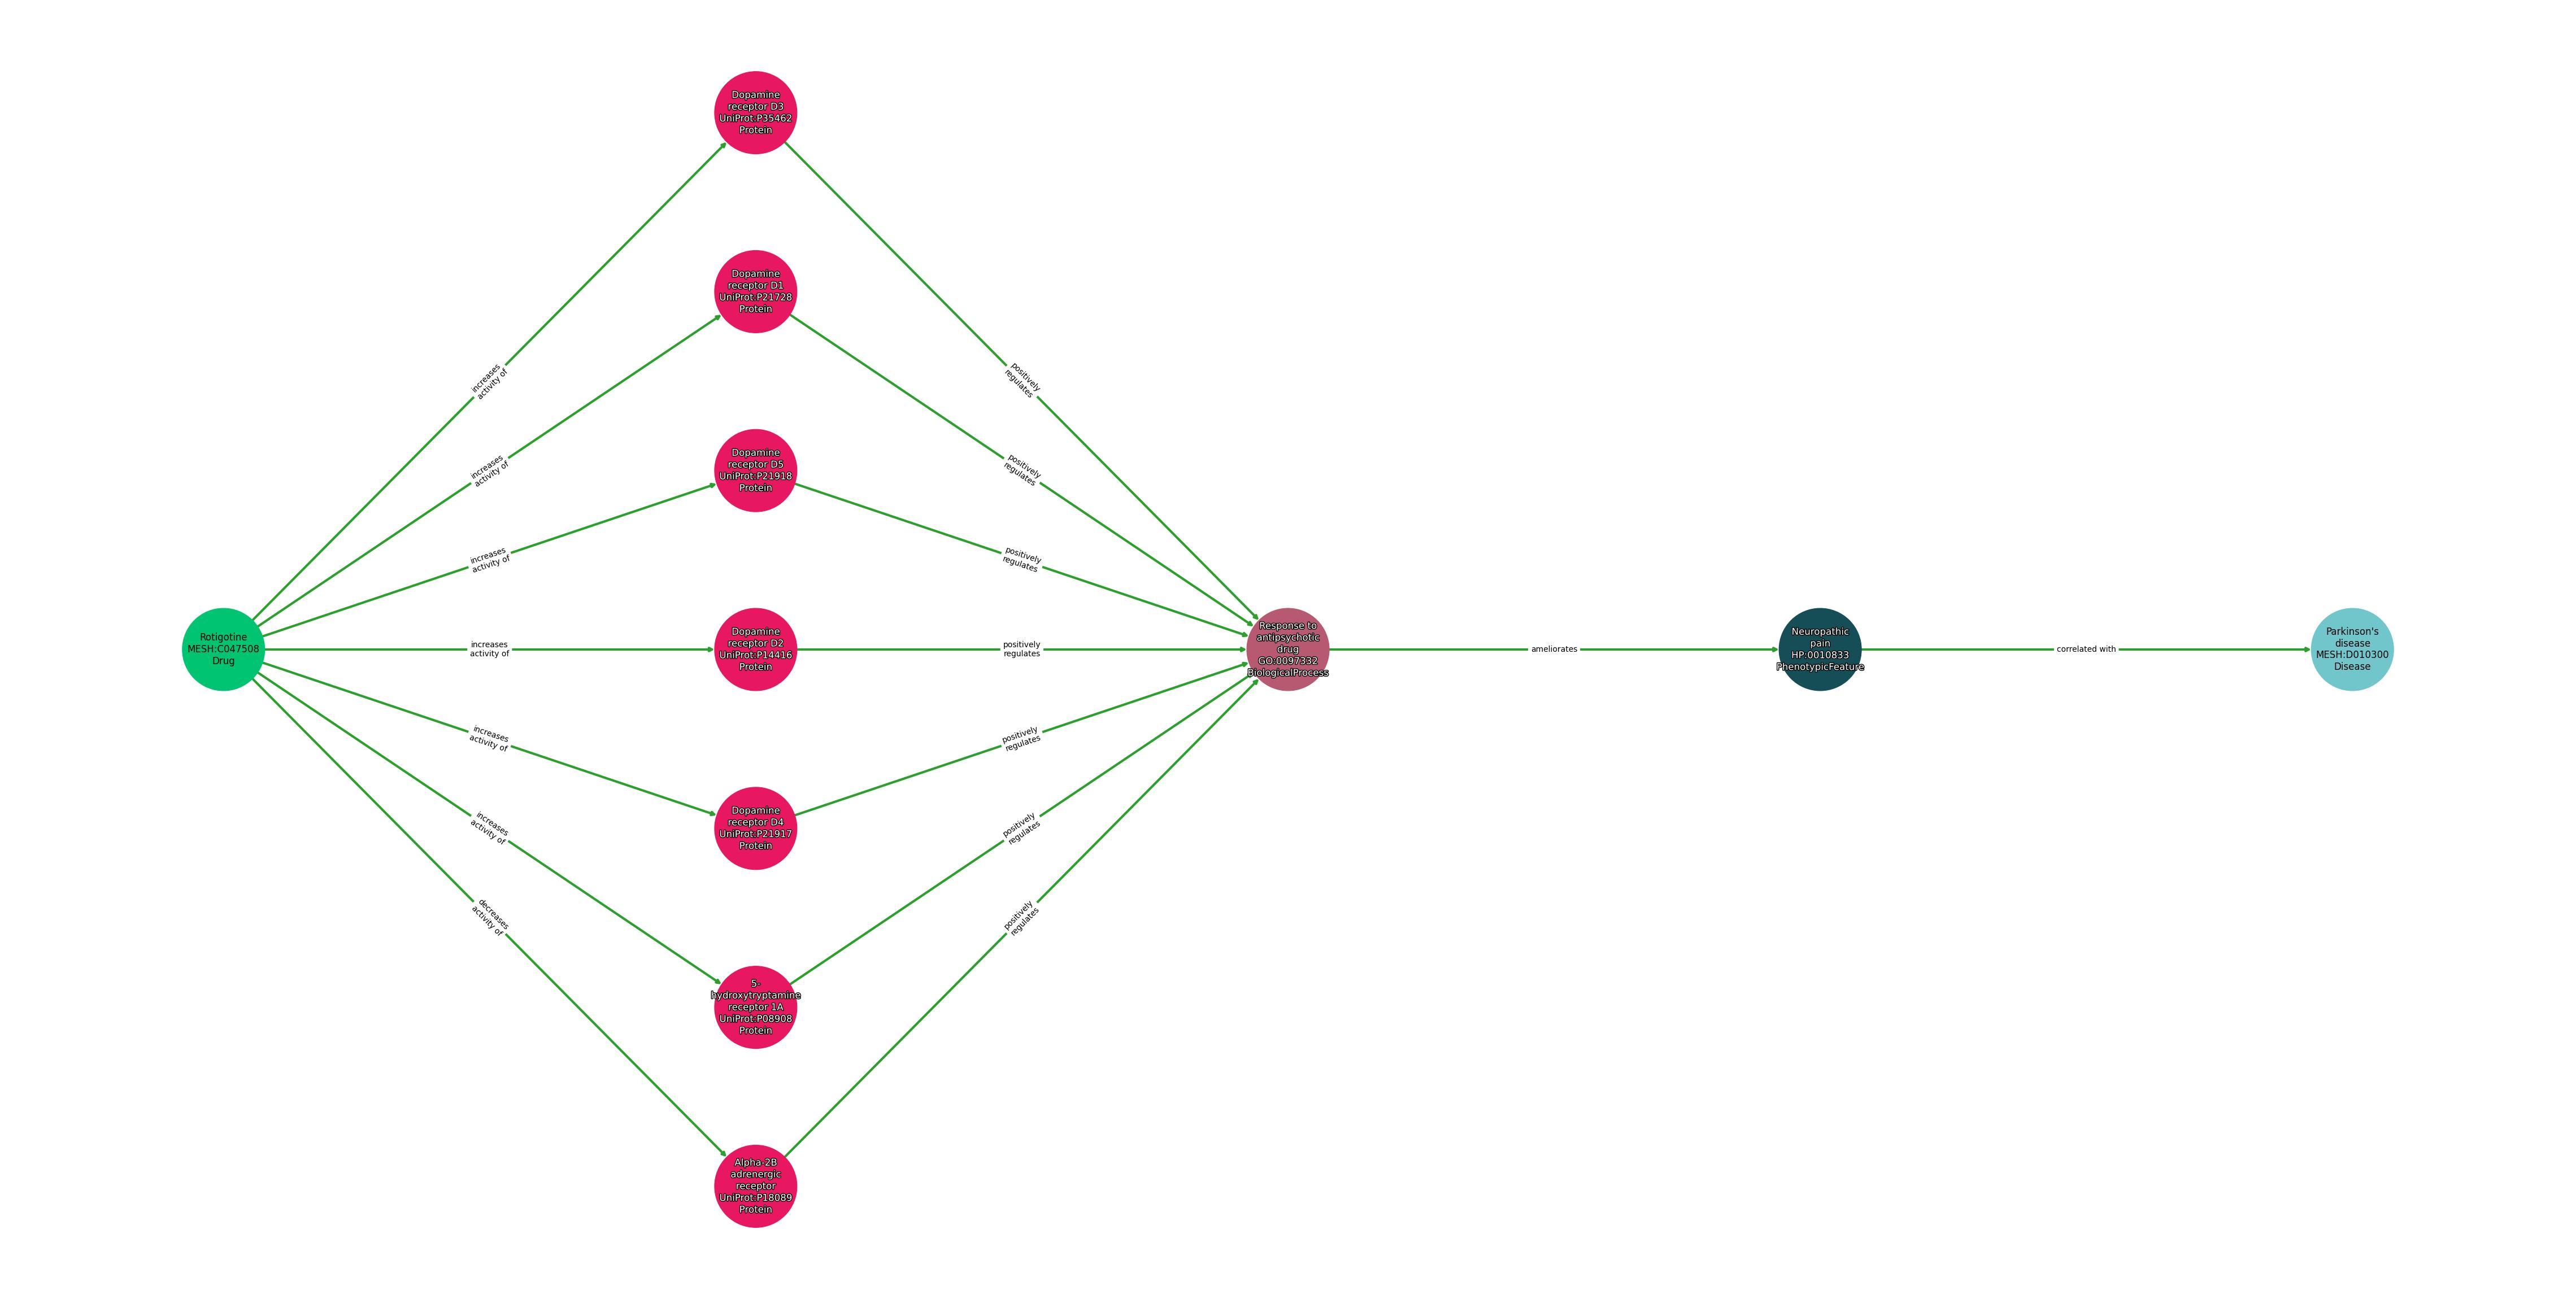 Dopamine
receptor D3
UniProt:P35462
Protein
Dopamine
receptor D1
UniProt:P21728
Protein
increases
activity of
positively
regulates
increases
activity of
positively
regulates
Dopamine
receptor D5
UniProt:P21918
Protein
increases
activity of
positively
regulates
Rotigotine
MESH:C047508
Drug
increases
activity of
Dopamine
receptor D2
UniProt:P14416
Protein
positively
regulates
Response to
antipsychotic
drug
GO:0097332
BiologicalProcess
ameliorates
Neuropathic
pain
HP:0010833
PhenotypicFeature
correlated with
Parkinson's
disease
MESH:D010300
Disease
increases
activity of
positively
regulates
Dopamine
receptor D4
UniProt:P21917
Protein
increases
activity of
positively
regulates
decreases
activity of
positively
regulates
5-
hydroxytryptamine
receptor 1A
UniProt:P08908
Protein
Alpha-2B
adrenergic
receptor
UniProt:P18089
Protein